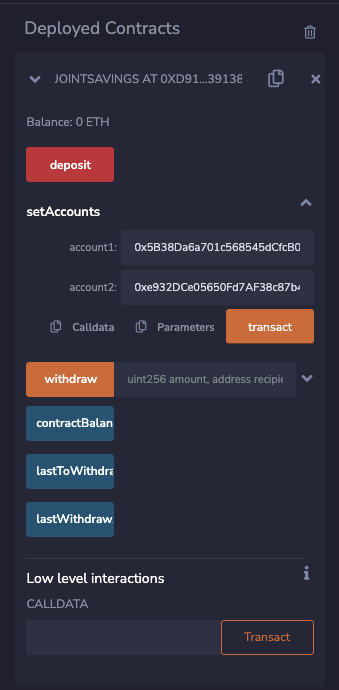 Deployed Contracts
JOINTSAVINGS AT 0XD91...39138
Balance: 0 ETH
deposit
setAccounts
account1: 0x5B38Da6a701c568545dCfcB0
account2: 0xe932DCe05650Fd7AF38c87b4
Calldata Parameters transact
withdraw uint256 amount, address recipie
contractBalan
lastToWithdra
lastWithdraw
Low level interactions
CALLDATA
Transact